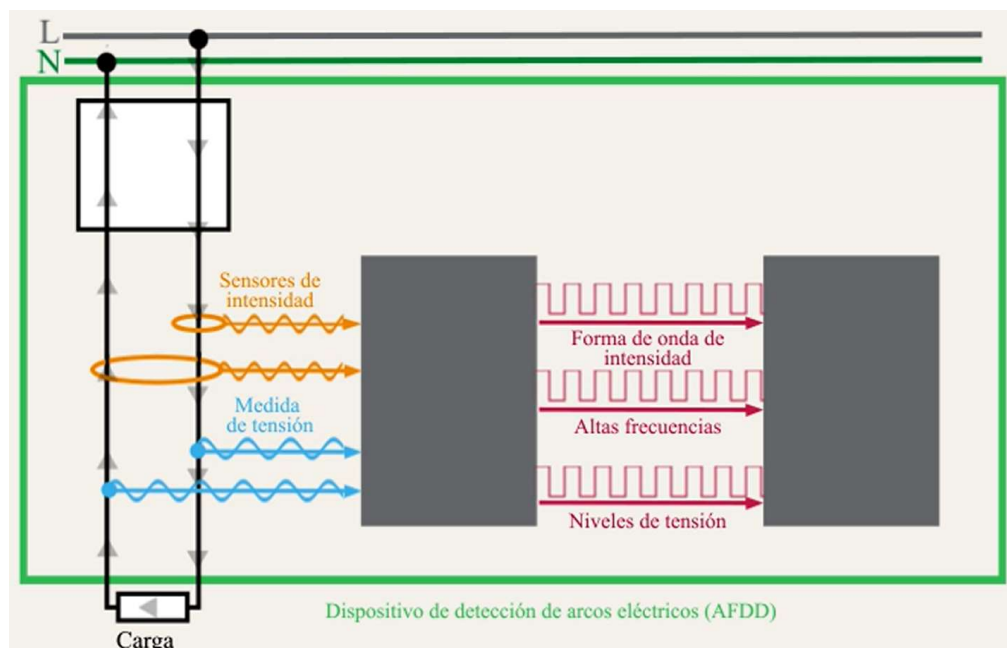 L
N
Sensores de
intensidad
Forma de onda de
intensidad
Medida
de tensión
Altas frecuencias
Niveles de tensión
Dispositivo de detección de arcos eléctricos (AFDD)
Carga